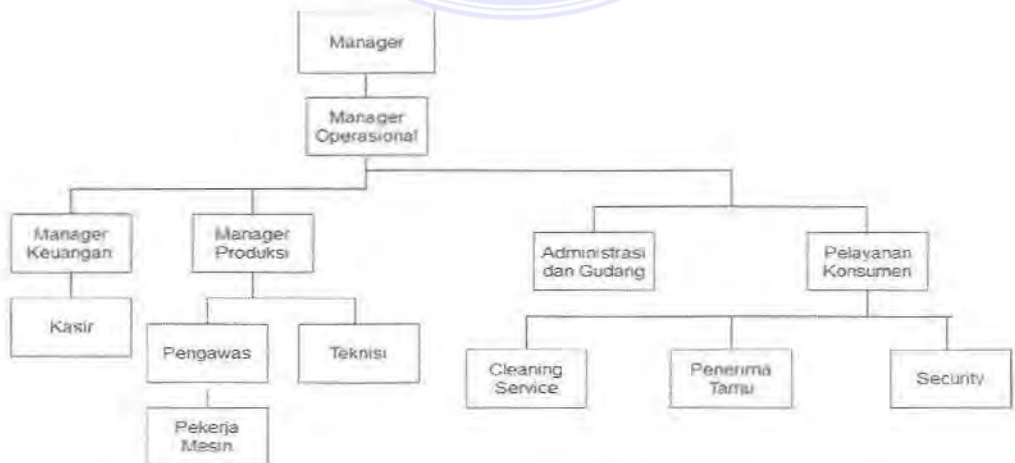 Manager
Manager
Operasional
Manager
Keuangan
Manager
Produksi
Administrasi
dan Gudang
Pelayanan
Konsumen
Kasir
Pengawas
Teknisi
Cleaning
Service
Penerima
Tamu
Security
Pekerja
Mesin